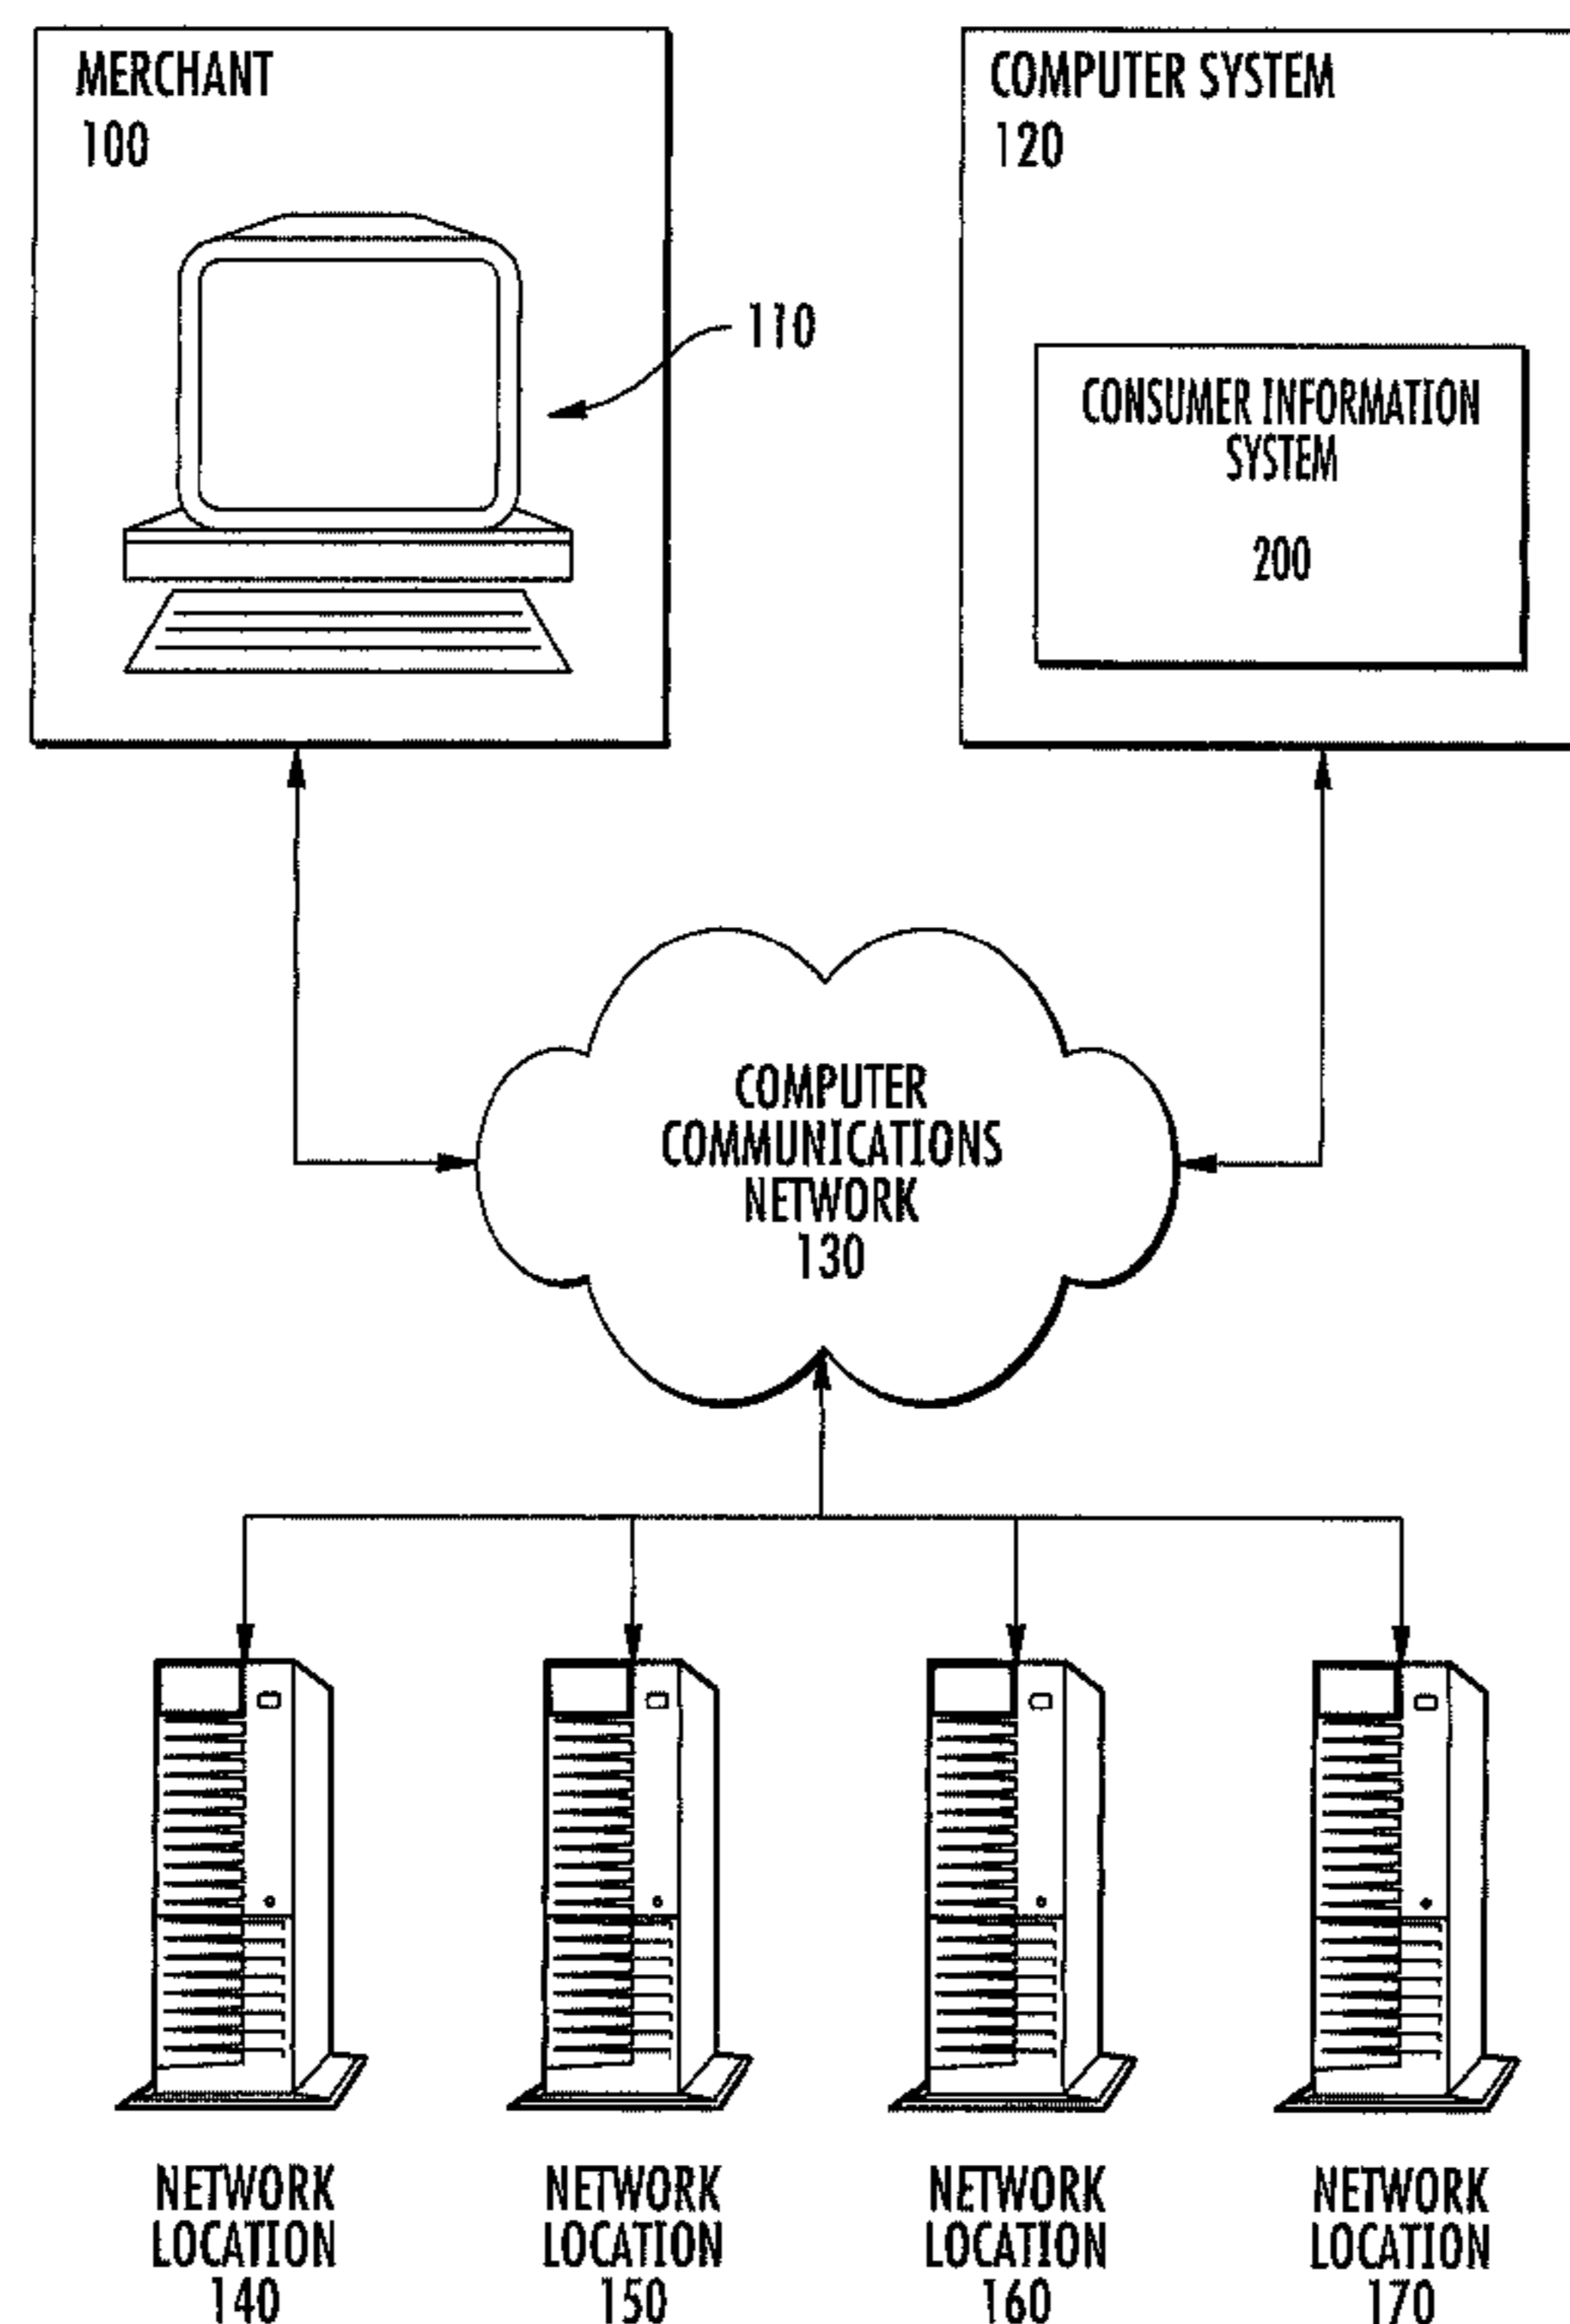 MERCHANT
100
COMPUTER SYSTEM
120
110
CONSUMER INFORMATION
SYSTEM
200
COMPUTER
COMMUNICATIONS
NETWORK
130
NETWORK
LOCATION
140
NETWORK
LOCATION
150
NETWORK
LOCATION
160
NETWORK
LOCATION
170